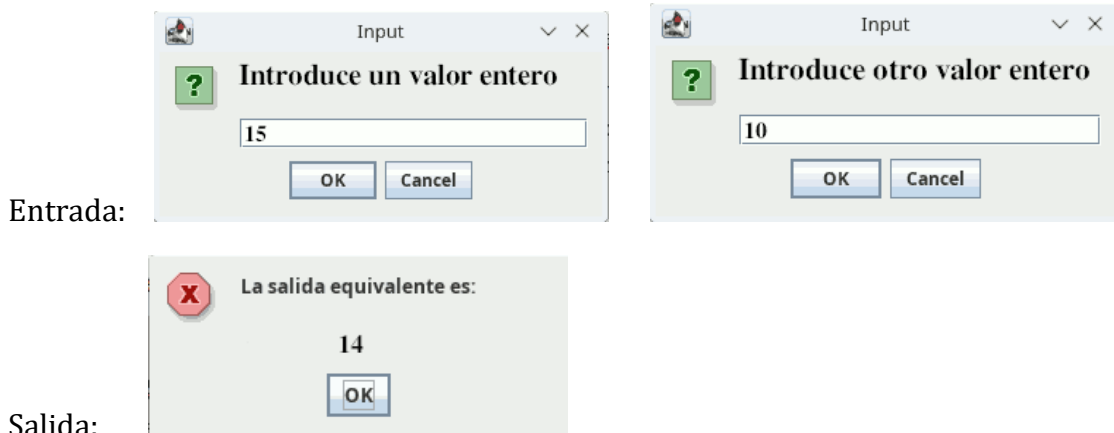 Input
Introduce un valor entero
15
OK Cancel
Input
Introduce otro valor entero
10
OK Cancel
Entrada:
La salida equivalente es:
14
OK
Salida: